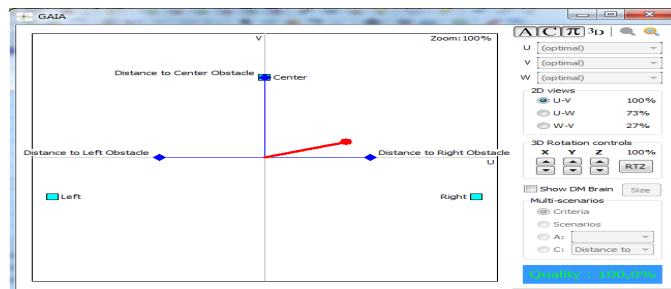 GAIA
V
Zoom: 100%
Distance to Center Obstacle
Center
Distance to Left Obstacle
Distance to Right Obstacle
U
Left
Right
A C π 3D
U (optimal)
V (optimal)
W (optimal)
2D views
U-V 100%
U-W 73%
W-V 27%
3D Rotation controls
X Y Z 100%
RTZ
Show DM Brain Size
Multi-scenarios
Criteria
Scenarios
A:
C: Distance to
Quality : 100,0%